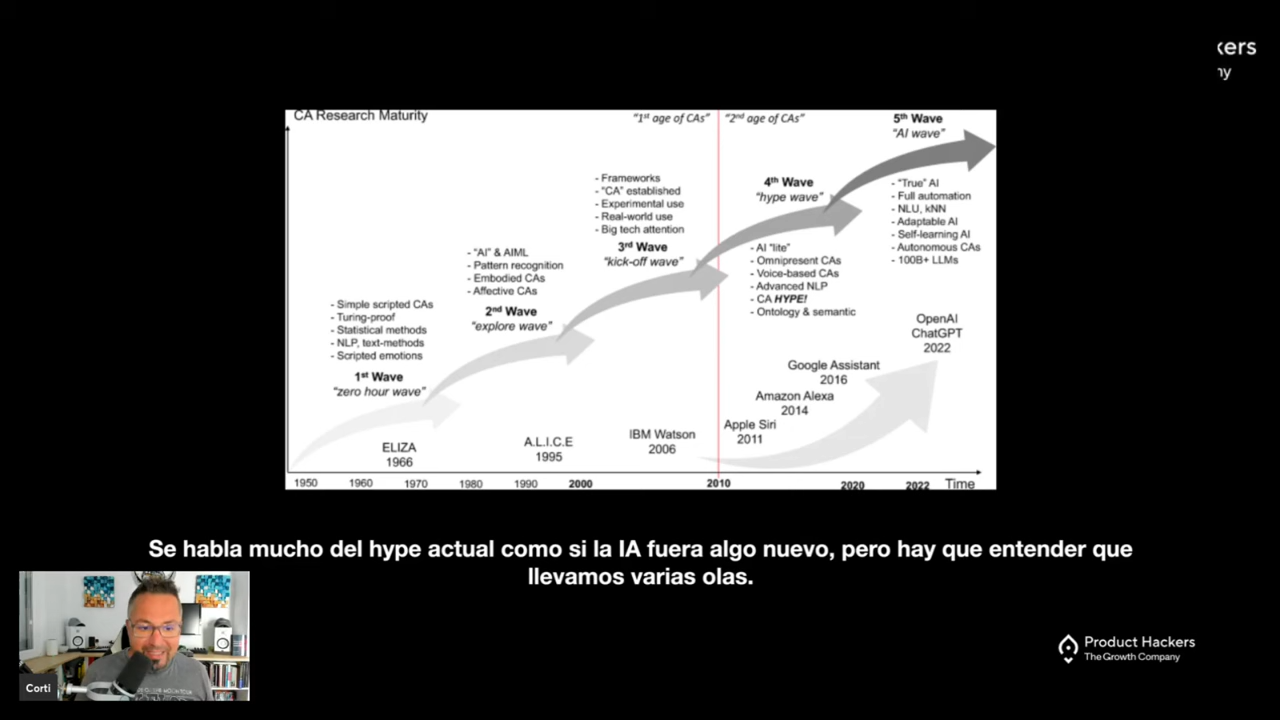 kers
ny
CA Research Maturity
"1st age of CAs"
"2nd age of CAs"
5th Wave
"AI wave"
- "True" AI
- Full automation
- NLU, kNN
- Adaptable AI
- Self-learning AI
- Autonomous CAs
- 100B+ LLMs
4th Wave
"hype wave"
- AI "lite"
- Omnipresent CAs
- Voice-based CAs
- Advanced NLP
- CA HYPE!
- Ontology & semantic
- Frameworks
- "CA" established
- Experimental use
- Real-world use
- Big tech attention
3rd Wave
"kick-off wave"
- "AI" & AIML
- Pattern recognition
- Embodied CAs
- Affective CAs
2nd Wave
"explore wave"
- Simple scripted CAs
- Turing-proof
- Statistical methods
- NLP, text-methods
- Scripted emotions
1st Wave
"zero hour wave"
ELIZA
1966
A.L.I.C.E
1995
IBM Watson
2006
Apple Siri
2011
Amazon Alexa
2014
Google Assistant
2016
OpenAI
ChatGPT
2022
1950 1960 1970 1980 1990 2000 2010 2020 2022 Time
Se habla mucho del hype actual como si la IA fuera algo nuevo, pero hay que entender que
llevamos varias olas.
Corti
Product Hackers
The Growth Company